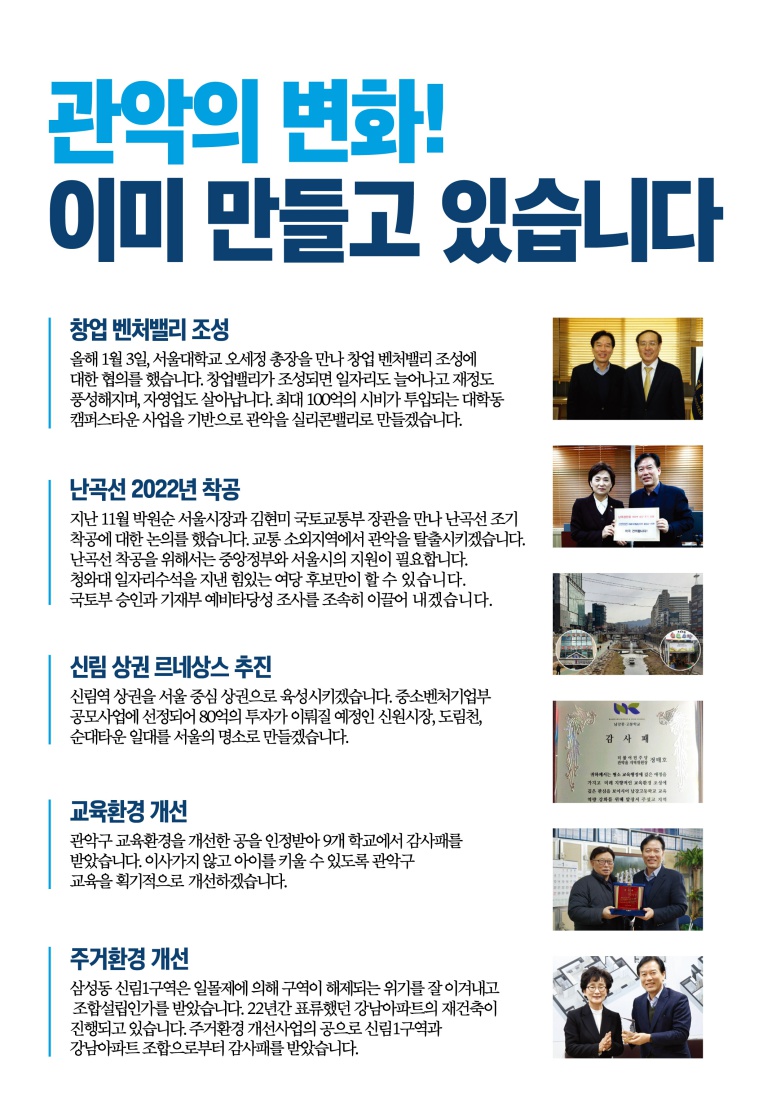 관악의 변화!
이미 만들고 있습니다
창업 벤처밸리 조성
올해 1월 3일, 서울대학교 오세정 총장을 만나 창업 벤처밸리 조성에
대한 협의를 했습니다. 창업밸리가 조성되면 일자리도 늘어나고 재정도
풍성해지며, 자영업도 살아납니다. 최대 100억의 시비가 투입되는 대학동
캠퍼스타운 사업을 기반으로 관악을 실리콘밸리로 만들겠습니다.
난곡선 2022년 착공
지난 11월 박원순 서울시장과 김현미 국토교통부 장관을 만나 난곡선 조기
착공에 대한 논의를 했습니다. 교통 소외지역에서 관악을 탈출시키겠습니다.
난곡선 착공을 위해서는 중앙정부와 서울시의 지원이 필요합니다.
청와대 일자리수석을 지낸 힘있는 여당 후보만이 할 수 있습니다.
국토부 승인과 기재부 예비타당성 조사를 조속히 이끌어 내겠습니다.
신림 상권 르네상스 추진
신림역 상권을 서울 중심 상권으로 육성시키겠습니다. 중소벤처기업부
공모사업에 선정되어 80억의 투자가 이뤄질 예정인 신원시장, 도림천,
순대타운 일대를 서울의 명소로 만들겠습니다.
감사패
정태호
교육환경 개선
관악구 교육환경을 개선한 공을 인정받아 9개 학교에서 감사패를
받았습니다. 이사가지 않고 아이를 키울 수 있도록 관악구
교육을 획기적으로 개선하겠습니다.
주거환경 개선
삼성동 신림1구역은 일몰제에 의해 구역이 해제되는 위기를 잘 이겨내고
조합설립인가를 받았습니다. 22년간 표류했던 강남아파트의 재건축이
진행되고 있습니다. 주거환경 개선사업의 공으로 신림1구역과
강남아파트 조합으로부터 감사패를 받았습니다.